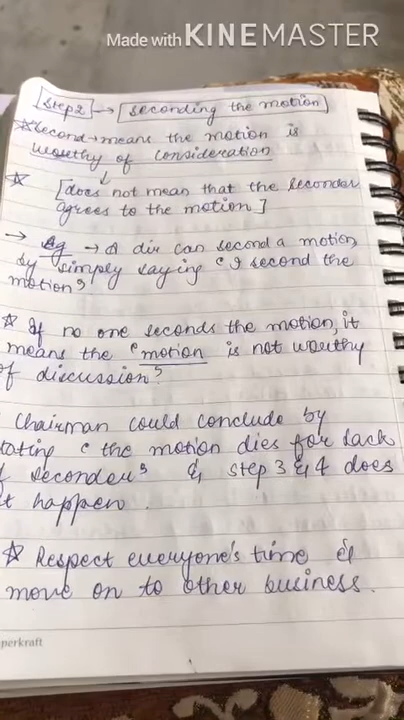 Made with KINEMASTER
Step 2 → seconding the motion
☆ Second → means the motion is
worthy of consideration
↓
☆ [does not mean that the Seconder
agrees to the motion]
→ Eg → A dir can second a motion
by simply saying "I second the
motion"
☆ If no one seconds the motion, it
means the "motion is not worthy
of discussion"
Chairman could conclude by
tating "the motion dies for lack
f seconder" & step 3 & 4 does
t happen.
☆ Respect everyone's time &
move on to other business.
perkraft